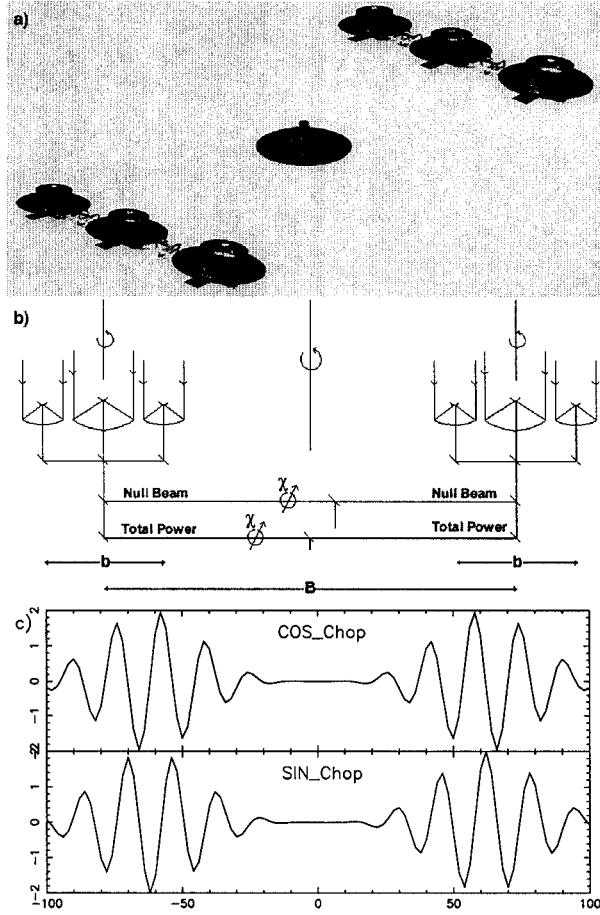 a)
b)
χ
Null Beam Null Beam
χ
Total Power Total Power
b b
B
c)
2
COS_Chop
1
0
-1
-2
2
SIN_Chop
1
0
-1
-2
-100 -50 0 50 100